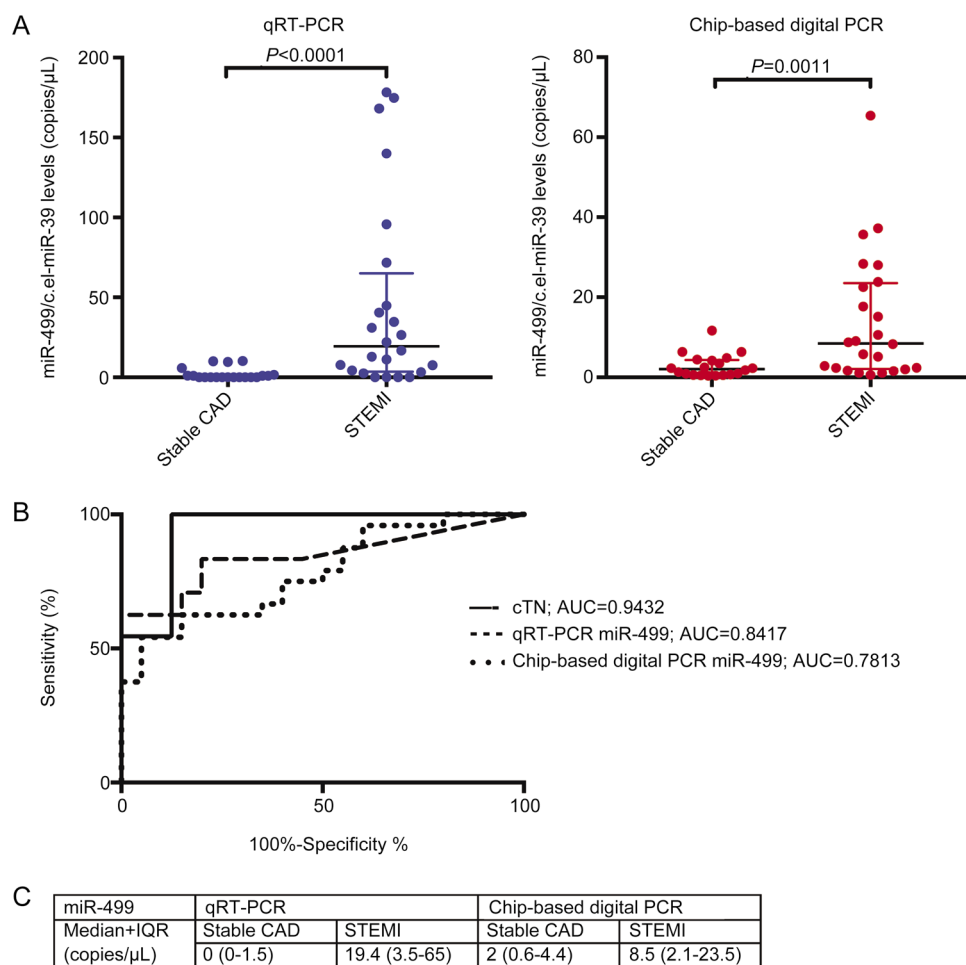 A
qRT-PCR
P<0.0001
200
150
100
50
0
miR-499/c.el-miR-39 levels (copies/μL)
Stable CAD
STEMI
Chip-based digital PCR
P=0.0011
80
60
40
20
0
miR-499/c.el-miR-39 levels (copies/μL)
Stable CAD
STEMI
B
100
50
0
Sensitivity (%)
0 50 100
100%-Specificity %
cTN; AUC=0.9432
qRT-PCR miR-499; AUC=0.8417
Chip-based digital PCR miR-499; AUC=0.7813
C
miR-499 qRT-PCR Chip-based digital PCR
Median+IQR Stable CAD STEMI Stable CAD STEMI
(copies/μL) 0 (0-1.5) 19.4 (3.5-65) 2 (0.6-4.4) 8.5 (2.1-23.5)